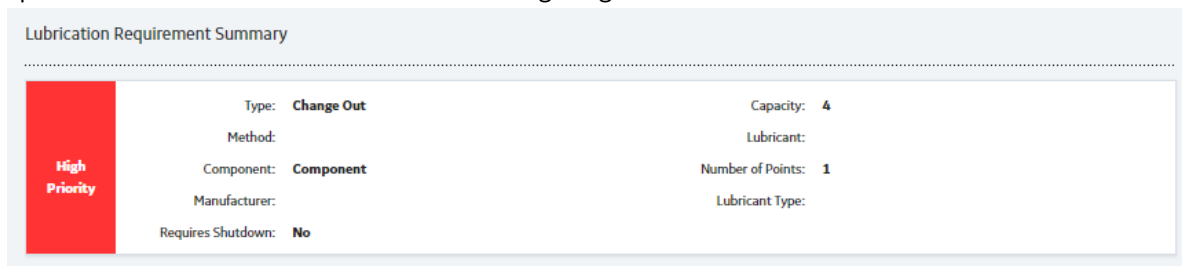 Lubrication Requirement Summary
High
Priority
Type: Change Out
Method:
Component: Component
Manufacturer:
Requires Shutdown: No
Capacity: 4
Lubricant:
Number of Points: 1
Lubricant Type: